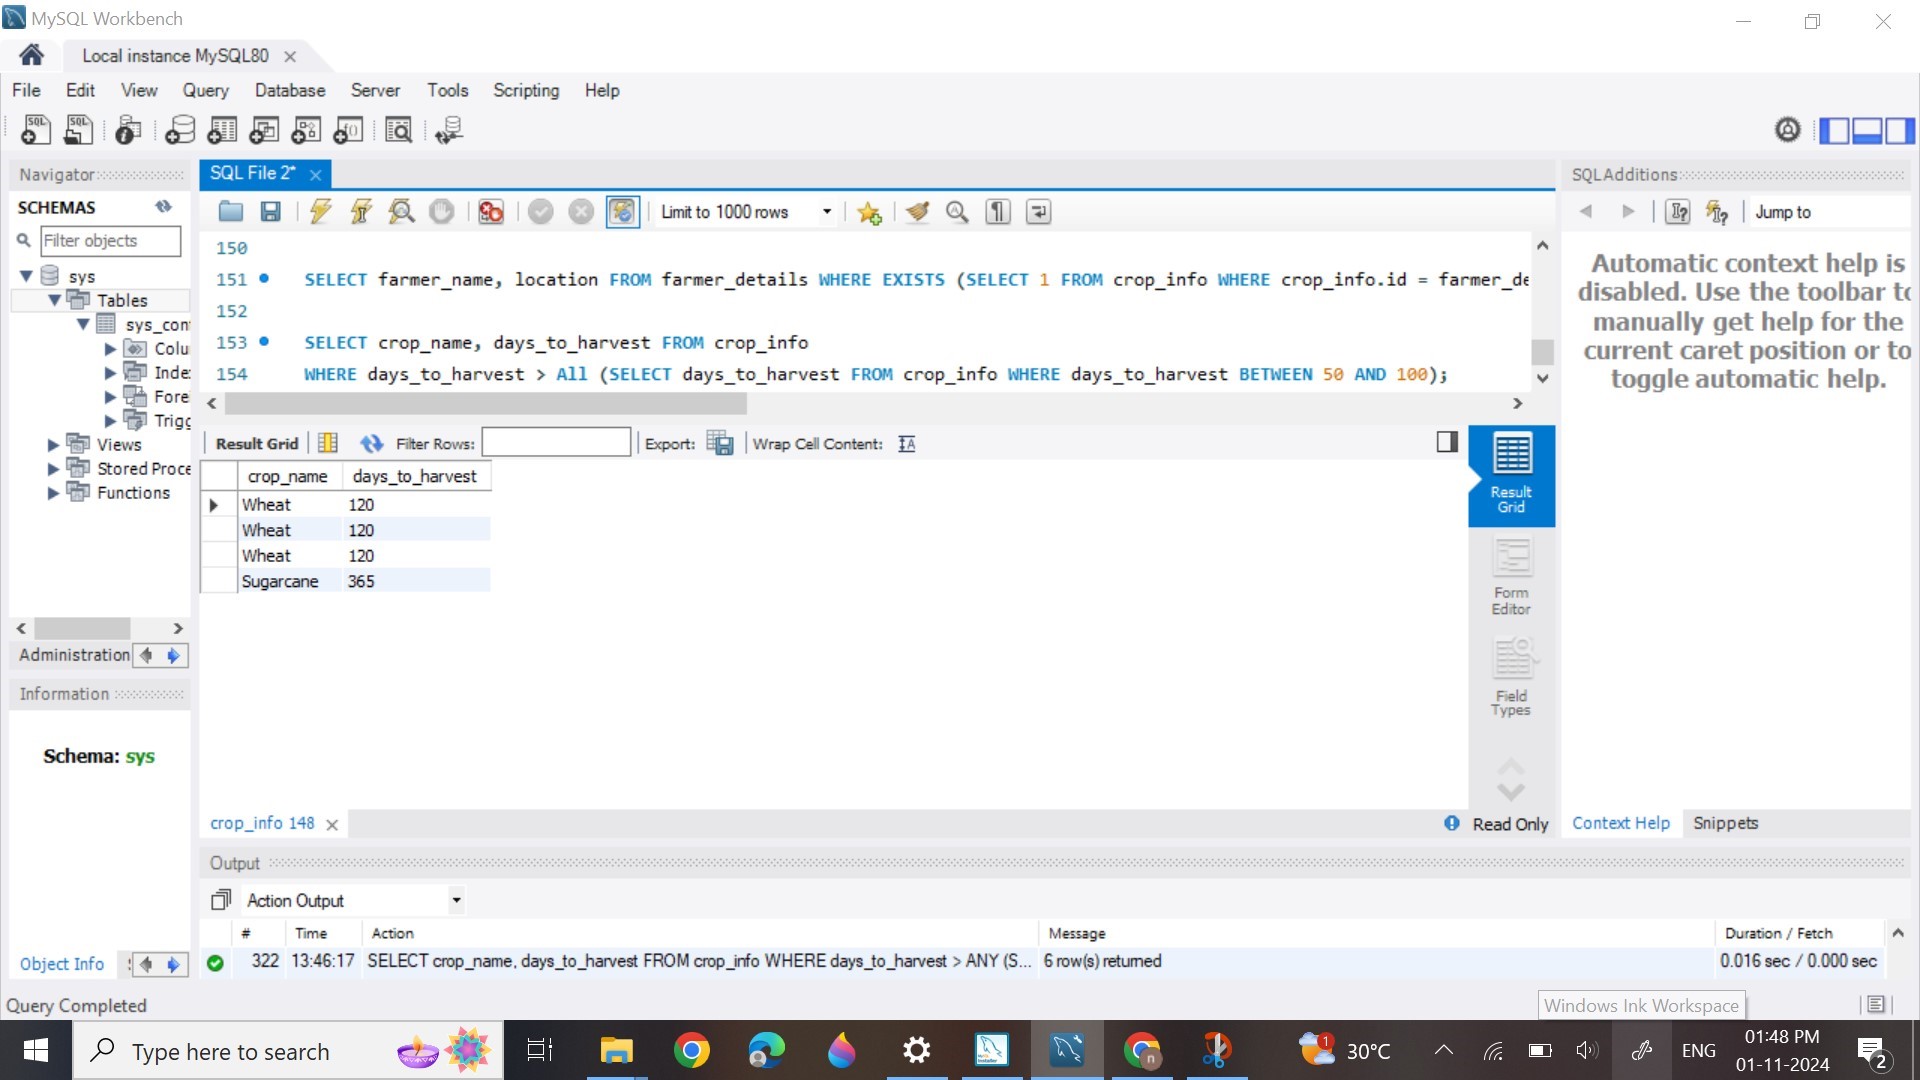 MySQL Workbench
Local instance MySQL80
File Edit View Query Database Server Tools Scripting Help
Navigator
SCHEMAS
Filter objects
sys
Tables
sys_con
Colu
Inde
Fore
Trigg
Views
Stored Proce
Functions
Administration
Information
Schema: sys
Object Info
SQL File 2*
Limit to 1000 rows
150
151 SELECT farmer_name, location FROM farmer_details WHERE EXISTS (SELECT 1 FROM crop_info WHERE crop_info.id = farmer_de
152
153 SELECT crop_name, days_to_harvest FROM crop_info
154 WHERE days_to_harvest > All (SELECT days_to_harvest FROM crop_info WHERE days_to_harvest BETWEEN 50 AND 100);
Result Grid Filter Rows: Export: Wrap Cell Content:
crop_name days_to_harvest
Wheat 120
Wheat 120
Wheat 120
Sugarcane 365
Result Grid
Form Editor
Field Types
crop_info 148
Read Only
SQLAdditions
Jump to
Automatic context help is
disabled. Use the toolbar to
manually get help for the
current caret position or to
toggle automatic help.
Context Help Snippets
Output
Action Output
# Time Action Message Duration / Fetch
322 13:46:17 SELECT crop_name, days_to_harvest FROM crop_info WHERE days_to_harvest > ANY (S... 6 row(s) returned 0.016 sec / 0.000 sec
Query Completed
Windows Ink Workspace
Type here to search
1
30°C
ENG
01:48 PM
01-11-2024
2